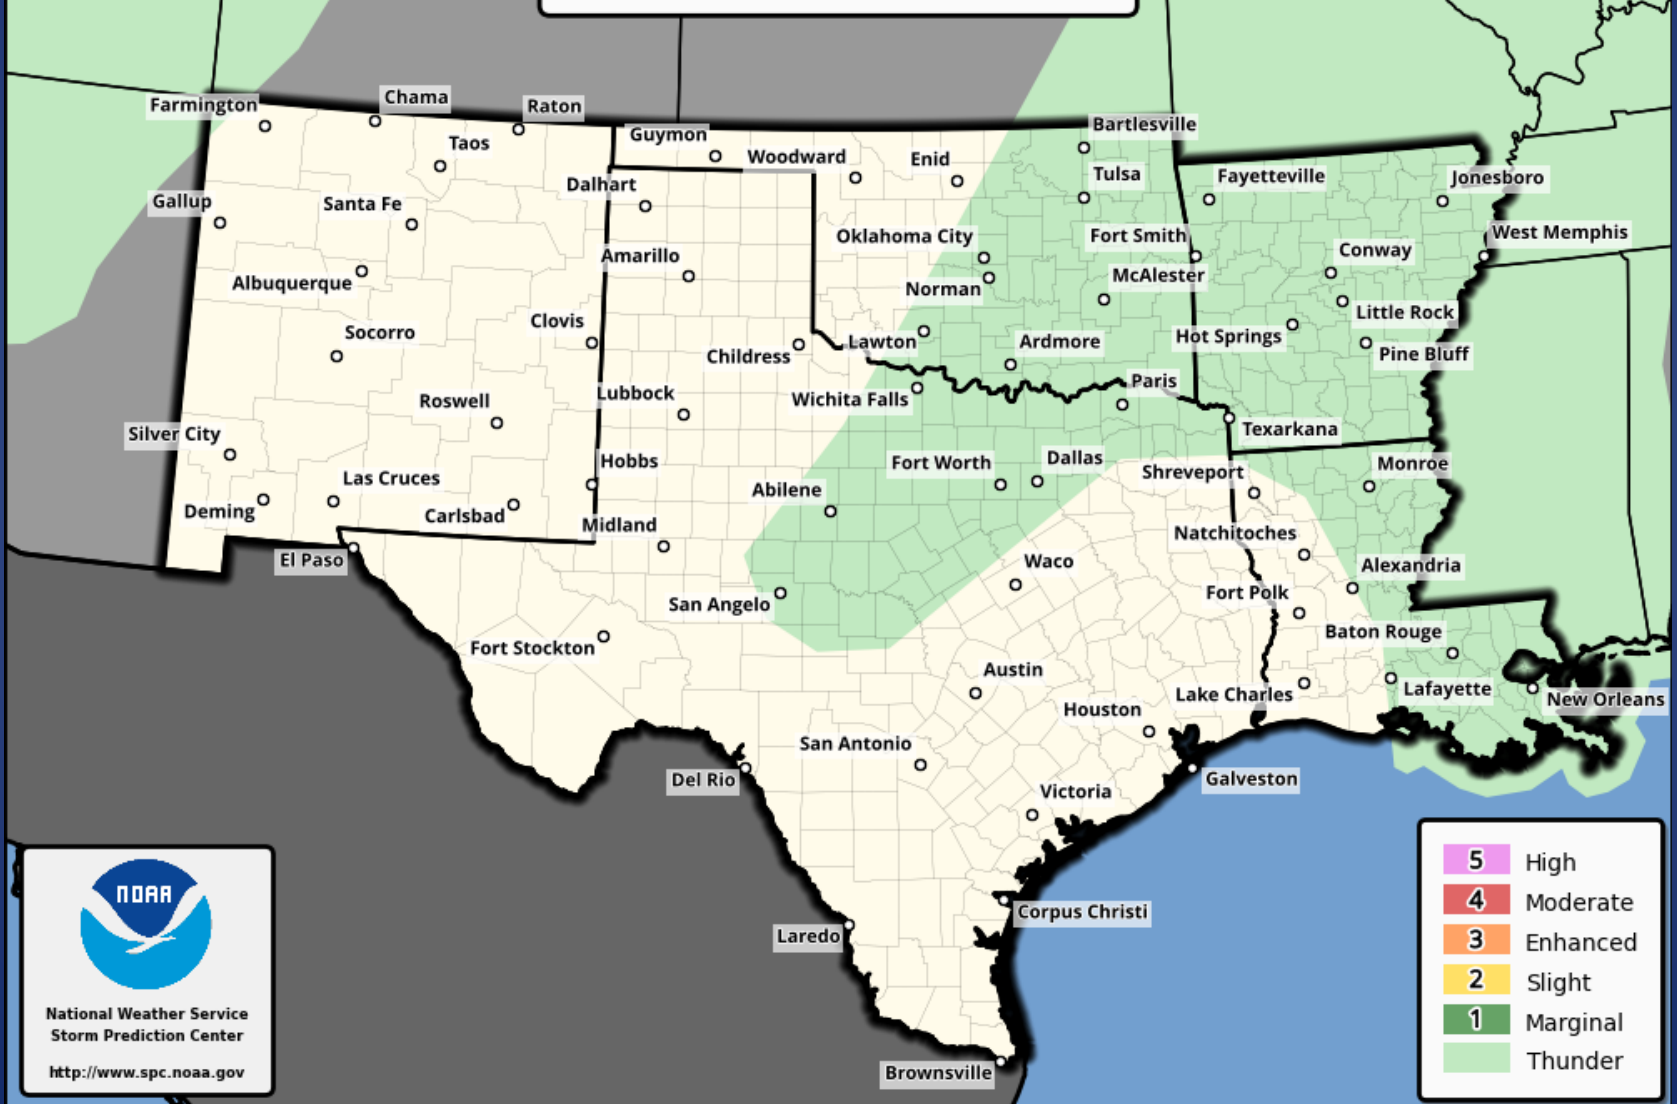 Farmington
Chama
Raton
Taos
Guymon
Woodward
Enid
Bartlesville
Tulsa
Fayetteville
Jonesboro
Dalhart
Gallup
Santa Fe
Oklahoma City
Fort Smith
West Memphis
Conway
Amarillo
McAlester
Albuquerque
Norman
Little Rock
Clovis
Socorro
Hot Springs
Lawton
Ardmore
Childress
Pine Bluff
Paris
Lubbock
Wichita Falls
Roswell
Silver City
Texarkana
Hobbs
Dallas
Fort Worth
Shreveport
Monroe
Las Cruces
Abilene
Deming
Carlsbad
Midland
Natchitoches
El Paso
Waco
Alexandria
Fort Polk
San Angelo
Baton Rouge
Fort Stockton
Austin
Lake Charles
Lafayette
New Orleans
Houston
San Antonio
Del Rio
Galveston
Victoria
Corpus Christi
Laredo
Brownsville
NOAA
National Weather Service
Storm Prediction Center
http://www.spc.noaa.gov
5 High
4 Moderate
3 Enhanced
2 Slight
1 Marginal
Thunder